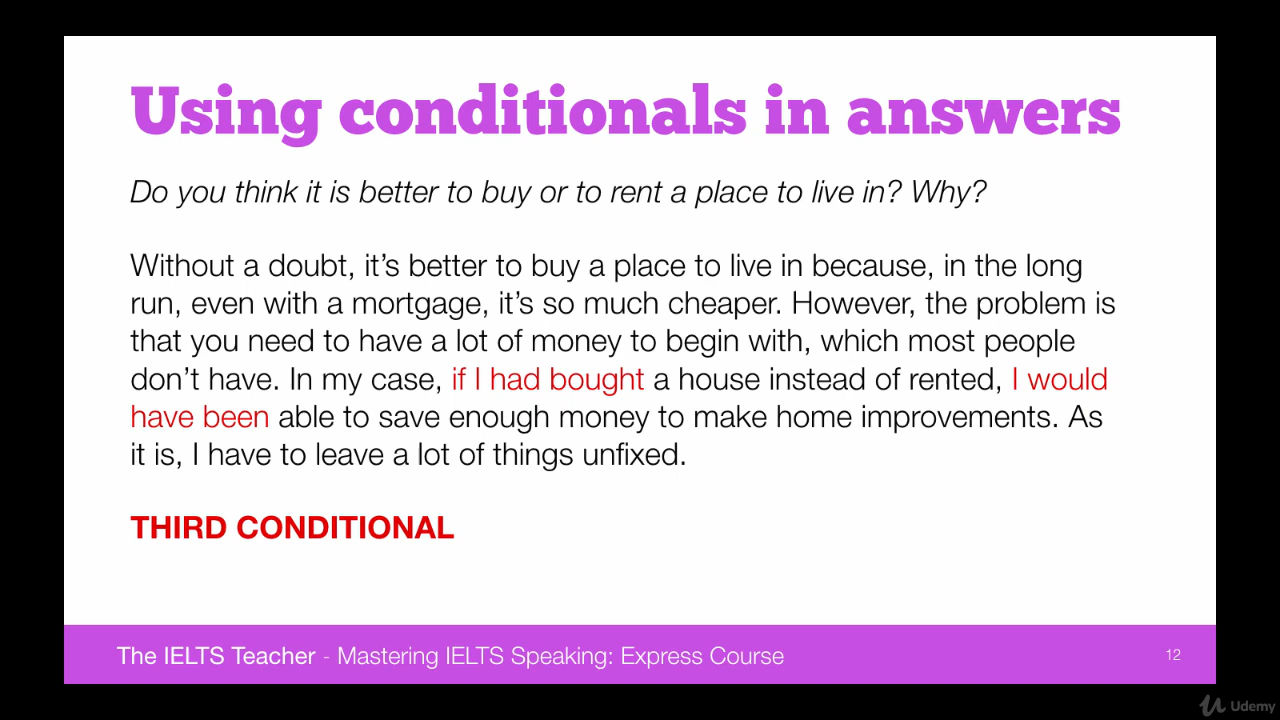 Using conditionals in answers
Do you think it is better to buy or to rent a place to live in? Why?
Without a doubt, it’s better to buy a place to live in because, in the long
run, even with a mortgage, it’s so much cheaper. However, the problem is
that you need to have a lot of money to begin with, which most people
don’t have. In my case, if I had bought a house instead of rented, I would
have been able to save enough money to make home improvements. As
it is, I have to leave a lot of things unfixed.
THIRD CONDITIONAL
The IELTS Teacher - Mastering IELTS Speaking: Express Course
12
Udemy